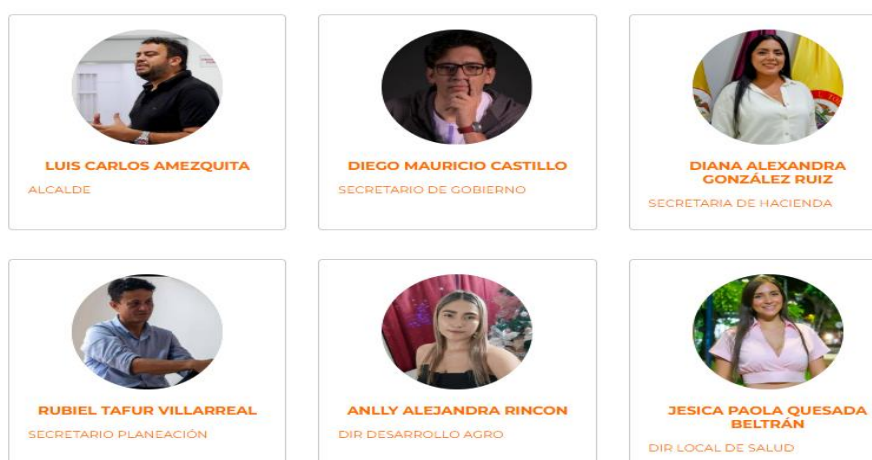 LUIS CARLOS AMEZQUITA
ALCALDE
DIEGO MAURICIO CASTILLO
SECRETARIO DE GOBIERNO
DIANA ALEXANDRA
GONZÁLEZ RUIZ
SECRETARIA DE HACIENDA
RUBIEL TAFUR VILLARREAL
SECRETARIO PLANEACIÓN
ANLLY ALEJANDRA RINCON
DIR DESARROLLO AGRO
JESICA PAOLA QUESADA
BELTRÁN
DIR LOCAL DE SALUD